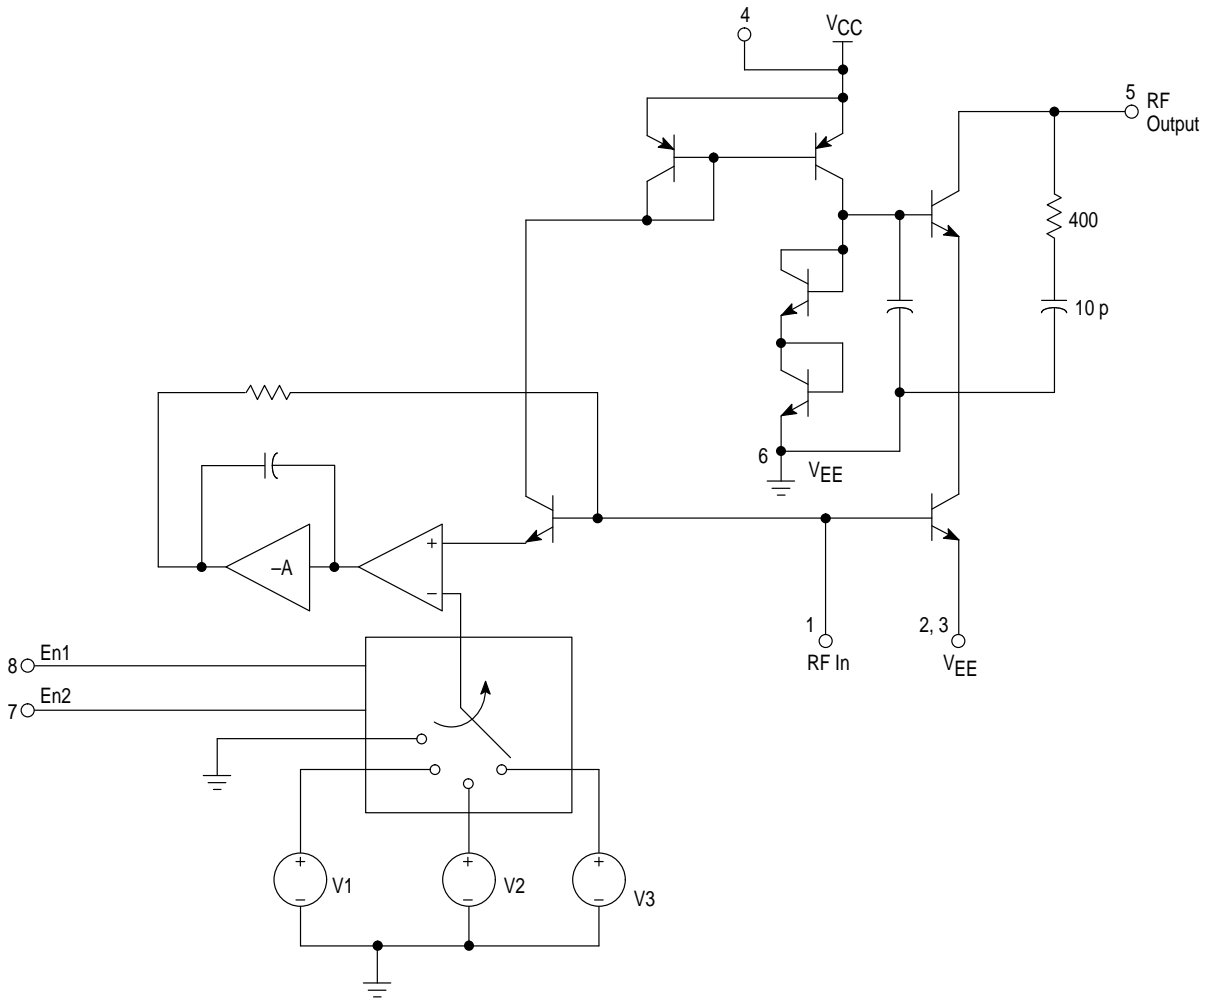 4
VCC
5
RF
Output
400
10 p
6
VEE
+
–A
–
1
RF In
2, 3
VEE
8
En1
7
En2
+
–
V1
+
–
V2
+
–
V3